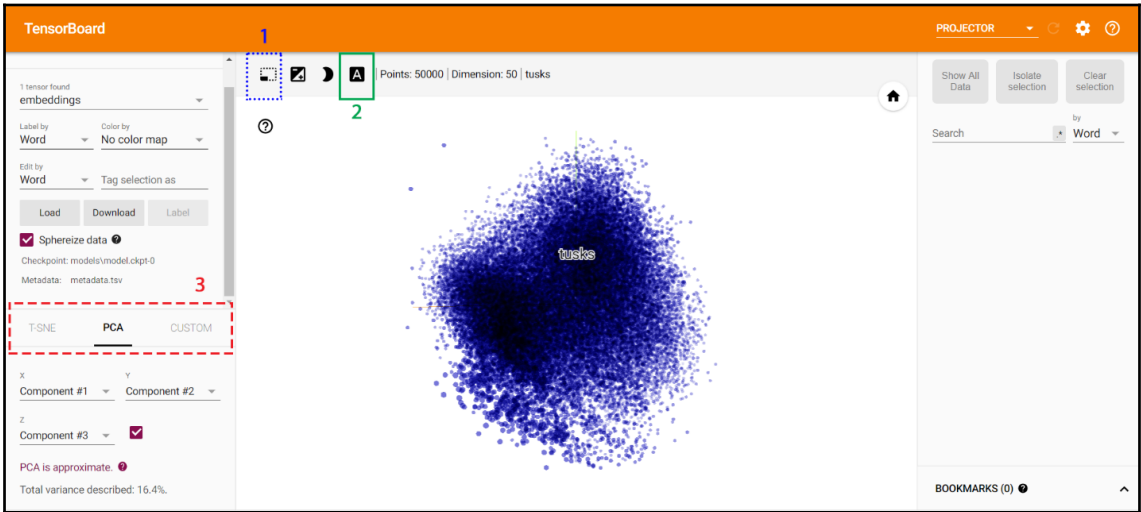 TensorBoard
PROJECTOR
1
1 tensor found
embeddings
Label by Color by
Word No color map
Edit by
Word Tag selection as
Load Download Label
Sphereize data
Checkpoint: models\model.ckpt-0
Metadata: metadata.tsv
3
T-SNE PCA CUSTOM
X Y
Component #1 Component #2
Z
Component #3
PCA is approximate.
Total variance described: 16.4%.
A Points: 50000 | Dimension: 50 | tusks
2
tusks
Show All Data
Isolate selection
Clear selection
by
Search .* Word
BOOKMARKS (0)